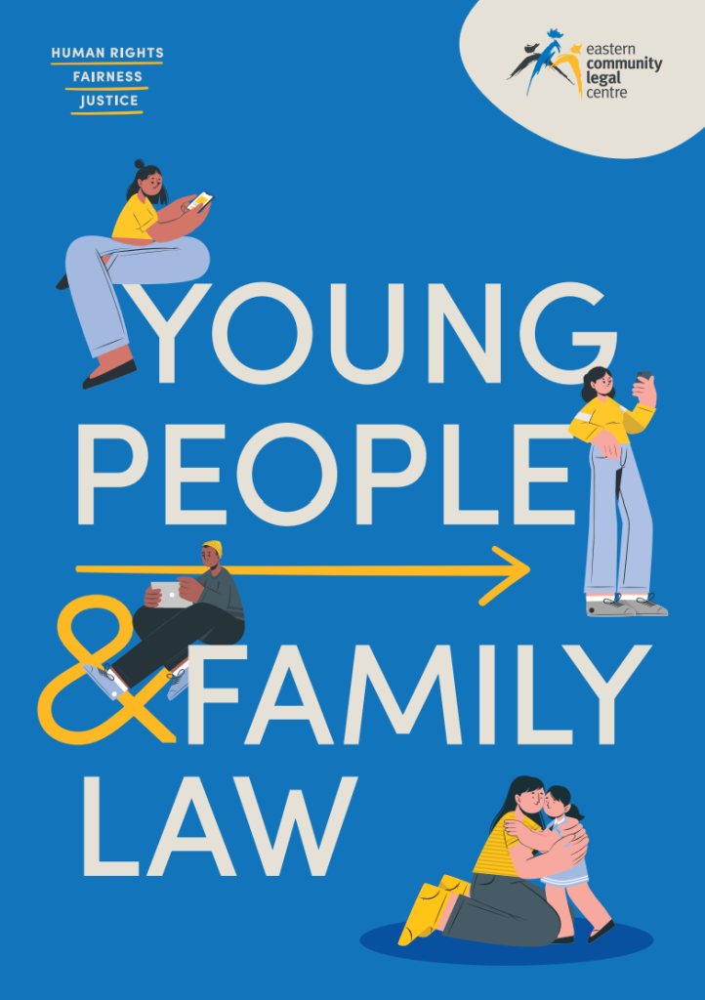 HUMAN RIGHTS
FAIRNESS
JUSTICE
eastern
community
legal
centre
YOUNG
PEOPLE
& FAMILY
LAW